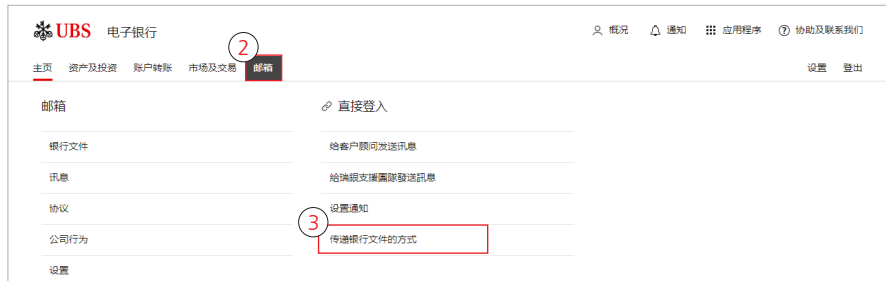 UBS 电子银行
概况 通知 应用程序 协助及联系我们
2
主页 资产及投资 账户转账 市场及交易 邮箱 设置 登出
邮箱
银行文件
讯息
协议
公司行为
设置
直接登入
给客户顾问发送讯息
給瑞銀支援團隊發送訊息
设置通知
3
传递银行文件的方式